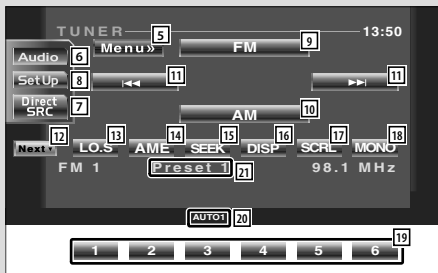 TUNER 13:50
5
Menu» FM 9
Audio 6
SetUp 8
11 11
Direct SRC 7
AM 10
12 13 14 15 16 17 18
Next LO.S AME SEEK DISP SCRL MONO
FM 1 Preset 1 98.1 MHz
21
AUTO1 20
19
1 2 3 4 5 6